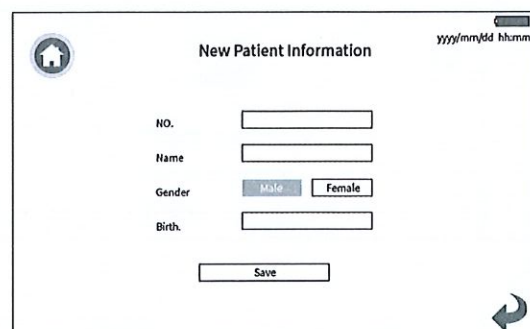 yyyy/mm/dd hh:mm
New Patient Information
NO.
Name
Gender Male Female
Birth.
Save